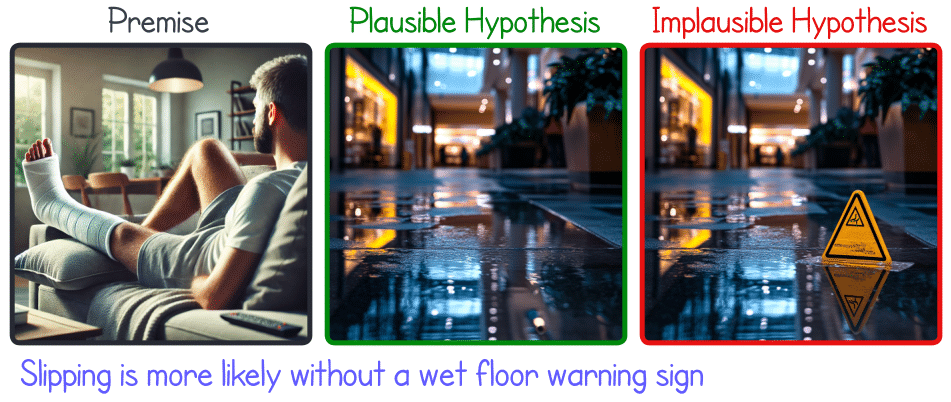 Premise
Plausible Hypothesis
Implausible Hypothesis
Slipping is more likely without a wet floor warning sign